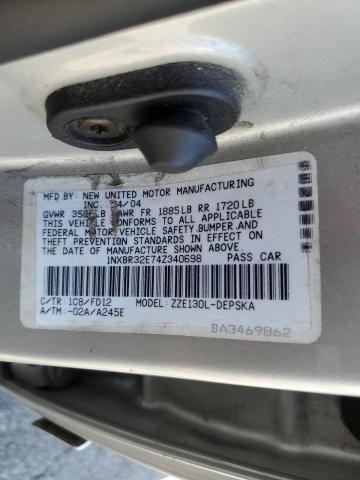 MFD.BY: NEW UNITED MOTOR MANUFACTURING
INC. 04/04
GVWR LB GAWR FR 1885LB RR 1720LB
THIS VEHICLE CONFORMS TO ALL APPLICABLE
FEDERAL MOTOR VEHICLE SAFETY,BUMPER,AND
THEFT PREVENTION STANDARDS IN EFFECT ON
THE DATE OF MANUFACTURE SHOWN ABOVE.
1NXBR32E74Z340698 PASS CAR
C/TR: 1C8/FD12 MODEL: ZZE130L-DEPSKA
A/TM: -02A/A245E
BA3469862